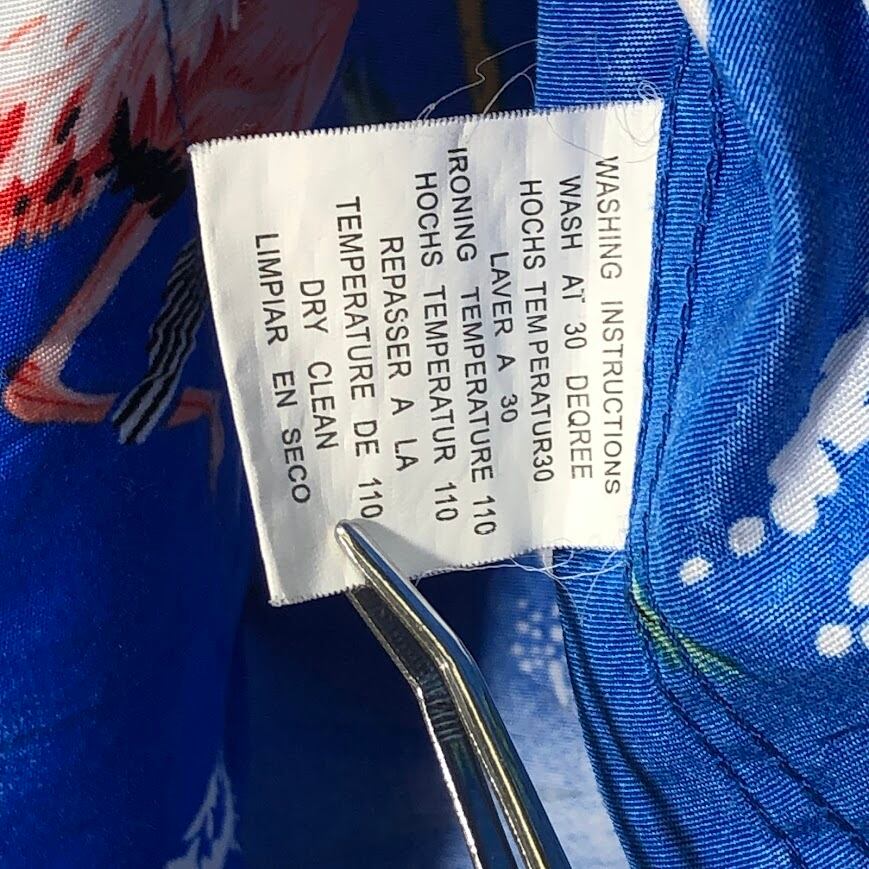 WASHING INSTRUCTIONS
WASH AT 30 DEQREE
HOCHS TEMPERATUR30
LAVER A 30
IRONING TEMPERATURE 110
HOCHS TEMPERATUR 110
REPASSER A LA
TEMPERATURE DE 110
DRY CLEAN
LIMPIAR EN SECO